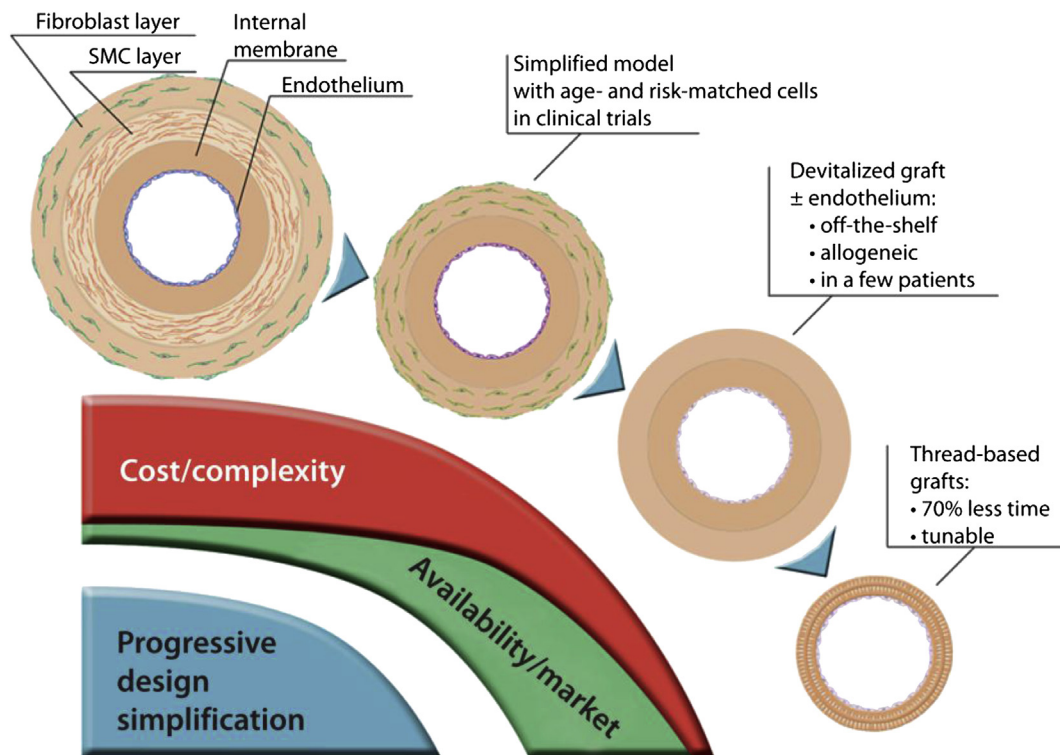 Fibroblast layer
SMC layer
Internal
membrane
Endothelium
Simplified model
with age- and risk-matched cells
in clinical trials
Devitalized graft
± endothelium:
• off-the-shelf
• allogeneic
• in a few patients
Thread-based
grafts:
• 70% less time
• tunable
Cost/complexity
Availability/market
Progressive
design
simplification